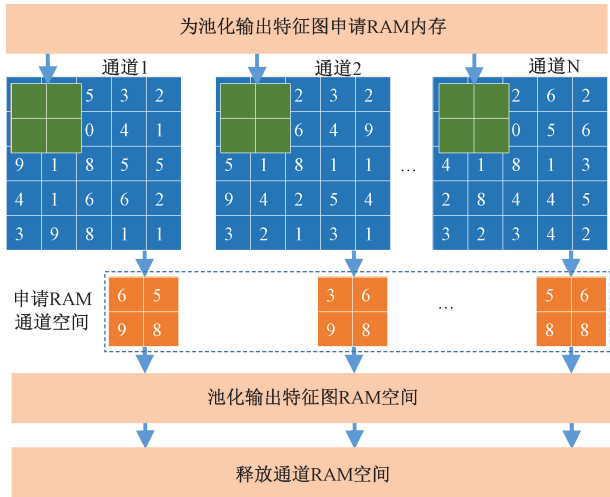 为池化输出特征图申请RAM内存
通道1 通道2 通道N
5 3 2 2 3 2 2 6 2
0 4 1 6 4 9 0 5 6
9 1 8 5 5 5 1 8 1 1 … 4 1 8 1 3
4 1 6 6 2 9 4 2 5 4 2 8 4 4 5
3 9 8 1 1 3 2 1 3 1 3 2 3 4 2
申请RAM
通道空间
6 5 3 6 … 5 6
9 8 9 8 8 8
池化输出特征图RAM空间
释放通道RAM空间